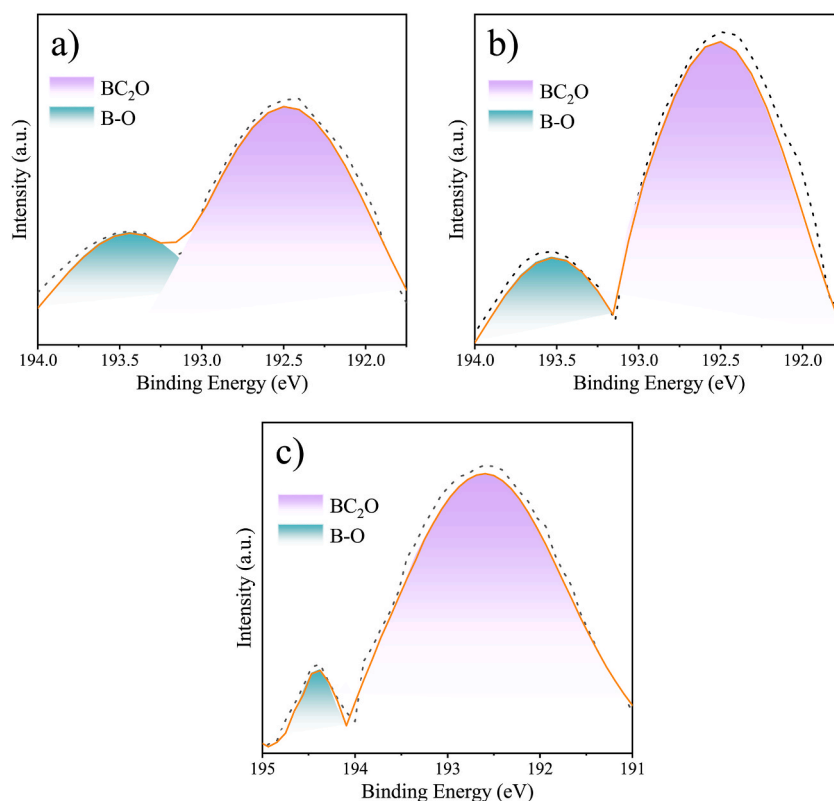 a)
BC₂O
B-O
Intensity (a.u.)
194.0 193.5 193.0 192.5 192.0
Binding Energy (eV)
b)
BC₂O
B-O
Intensity (a.u.)
194.0 193.5 193.0 192.5 192.0
Binding Energy (eV)
c)
BC₂O
B-O
Intensity (a.u.)
195 194 193 192 191
Binding Energy (eV)